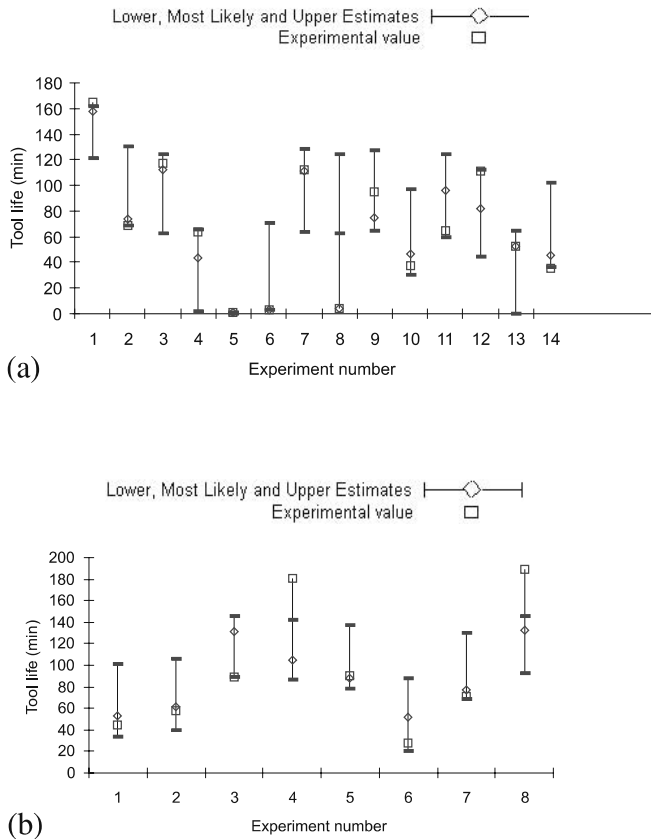 Lower, Most Likely and Upper Estimates
Experimental value
180
160
140
120
100
80
60
40
20
0
Tool life (min)
1 2 3 4 5 6 7 8 9 10 11 12 13 14
(a)
Experiment number
Lower, Most Likely and Upper Estimates
Experimental value
200
180
160
140
120
100
80
60
40
20
0
Tool life (min)
1 2 3 4 5 6 7 8
(b)
Experiment number